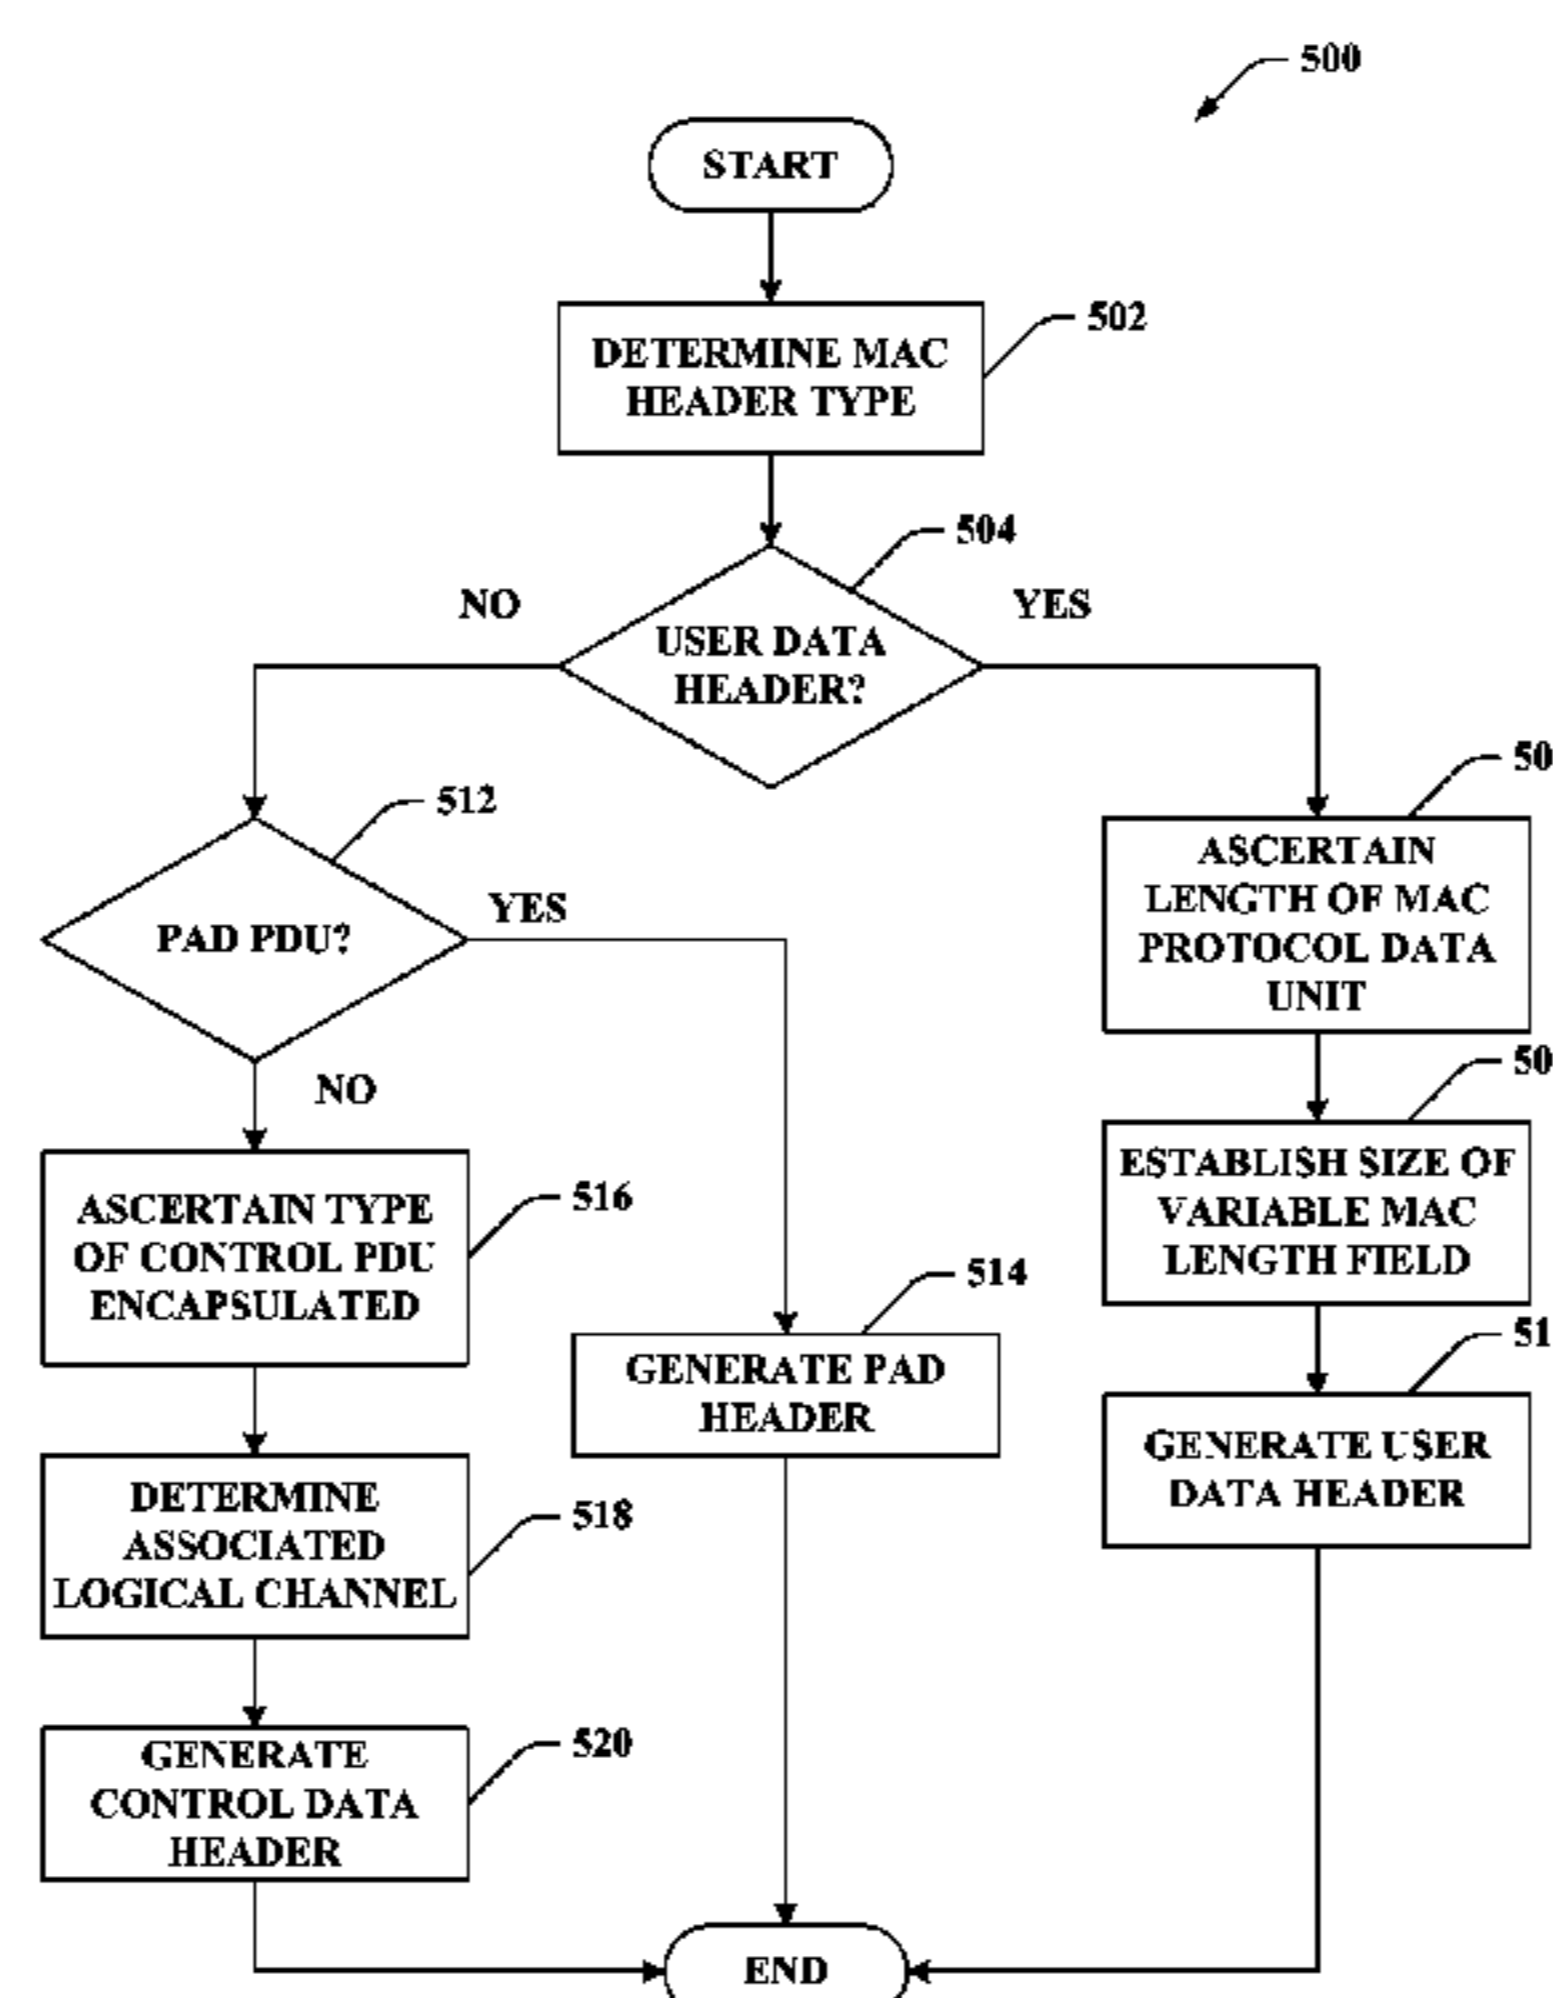 500
START
502
DETERMINE MAC
HEADER TYPE
504
NO
YES
USER DATA
HEADER?
50
512
ASCERTAIN
LENGTH OF MAC
PROTOCOL DATA
UNIT
YES
PAD PDU?
50
NO
ESTABLISH SIZE OF
VARIABLE MAC
LENGTH FIELD
516
ASCERTAIN TYPE
OF CONTROL PDU
ENCAPSULATED
514
51
GENERATE PAD
HEADER
GENERATE USER
DATA HEADER
518
DETERMINE
ASSOCIATED
LOGICAL CHANNEL
520
GENERATE
CONTROL DATA
HEADER
END